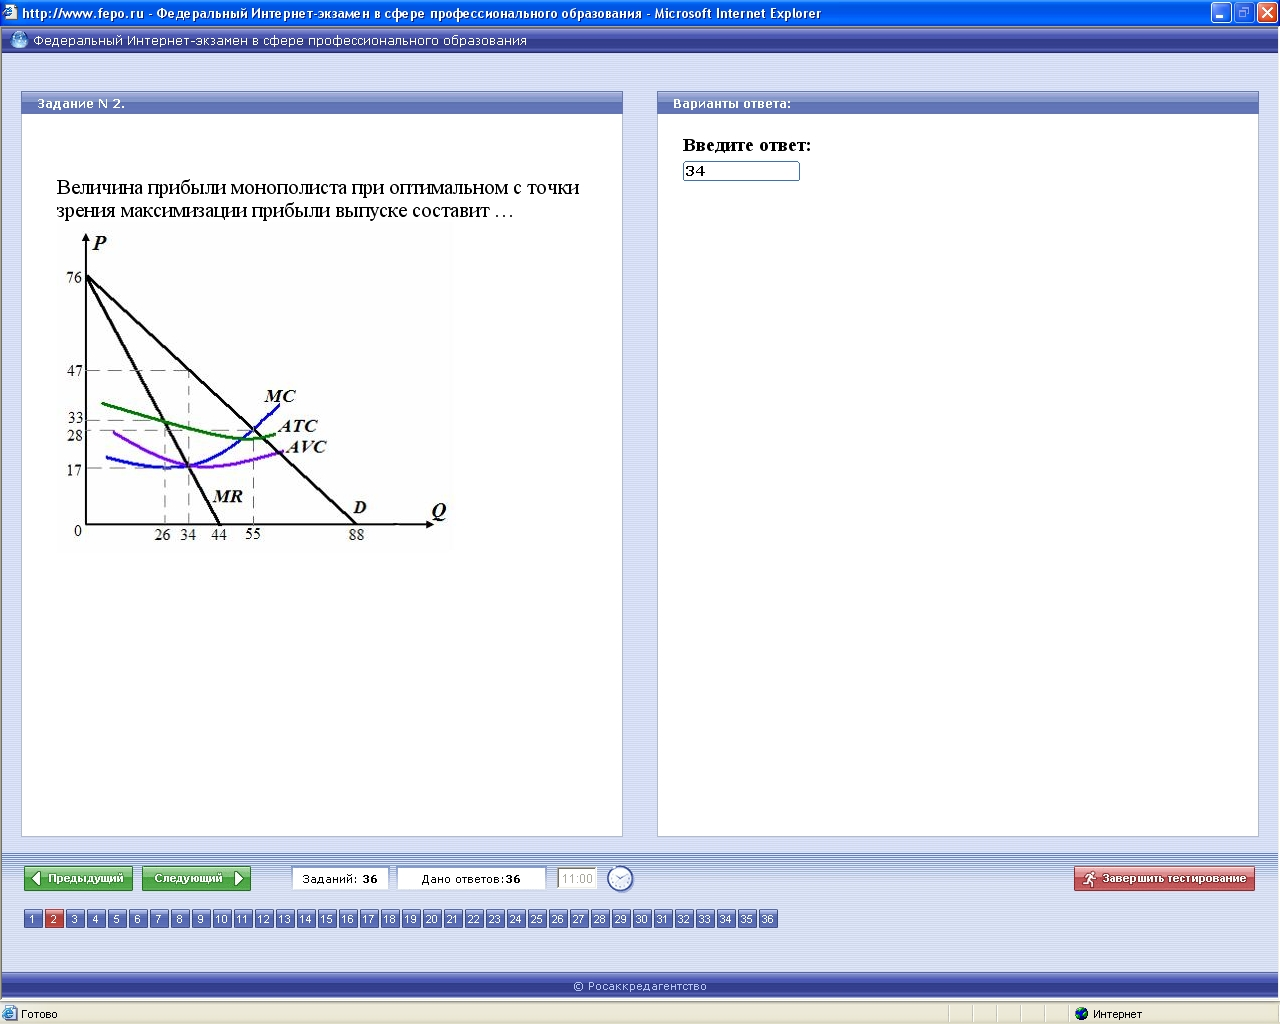 http://www.fepo.ru - Федеральный Интернет-экзамен в сфере профессионального образования - Microsoft Internet Explorer
Федеральный Интернет-экзамен в сфере профессионального образования
Задание N 2.
Величина прибыли монополиста при оптимальном с точки
зрения максимизации прибыли выпуске составит …
P
76
47
MC
33
ATC
28
AVC
17
MR
D
Q
0
26 34 44 55 88
Варианты ответа:
Введите ответ:
34
Предыдущий Следующий Заданий: 36 Дано ответов:36 11:00 Завершить тестирование
1 2 3 4 5 6 7 8 9 10 11 12 13 14 15 16 17 18 19 20 21 22 23 24 25 26 27 28 29 30 31 32 33 34 35 36
© Росаккредагентство
Готово Интернет